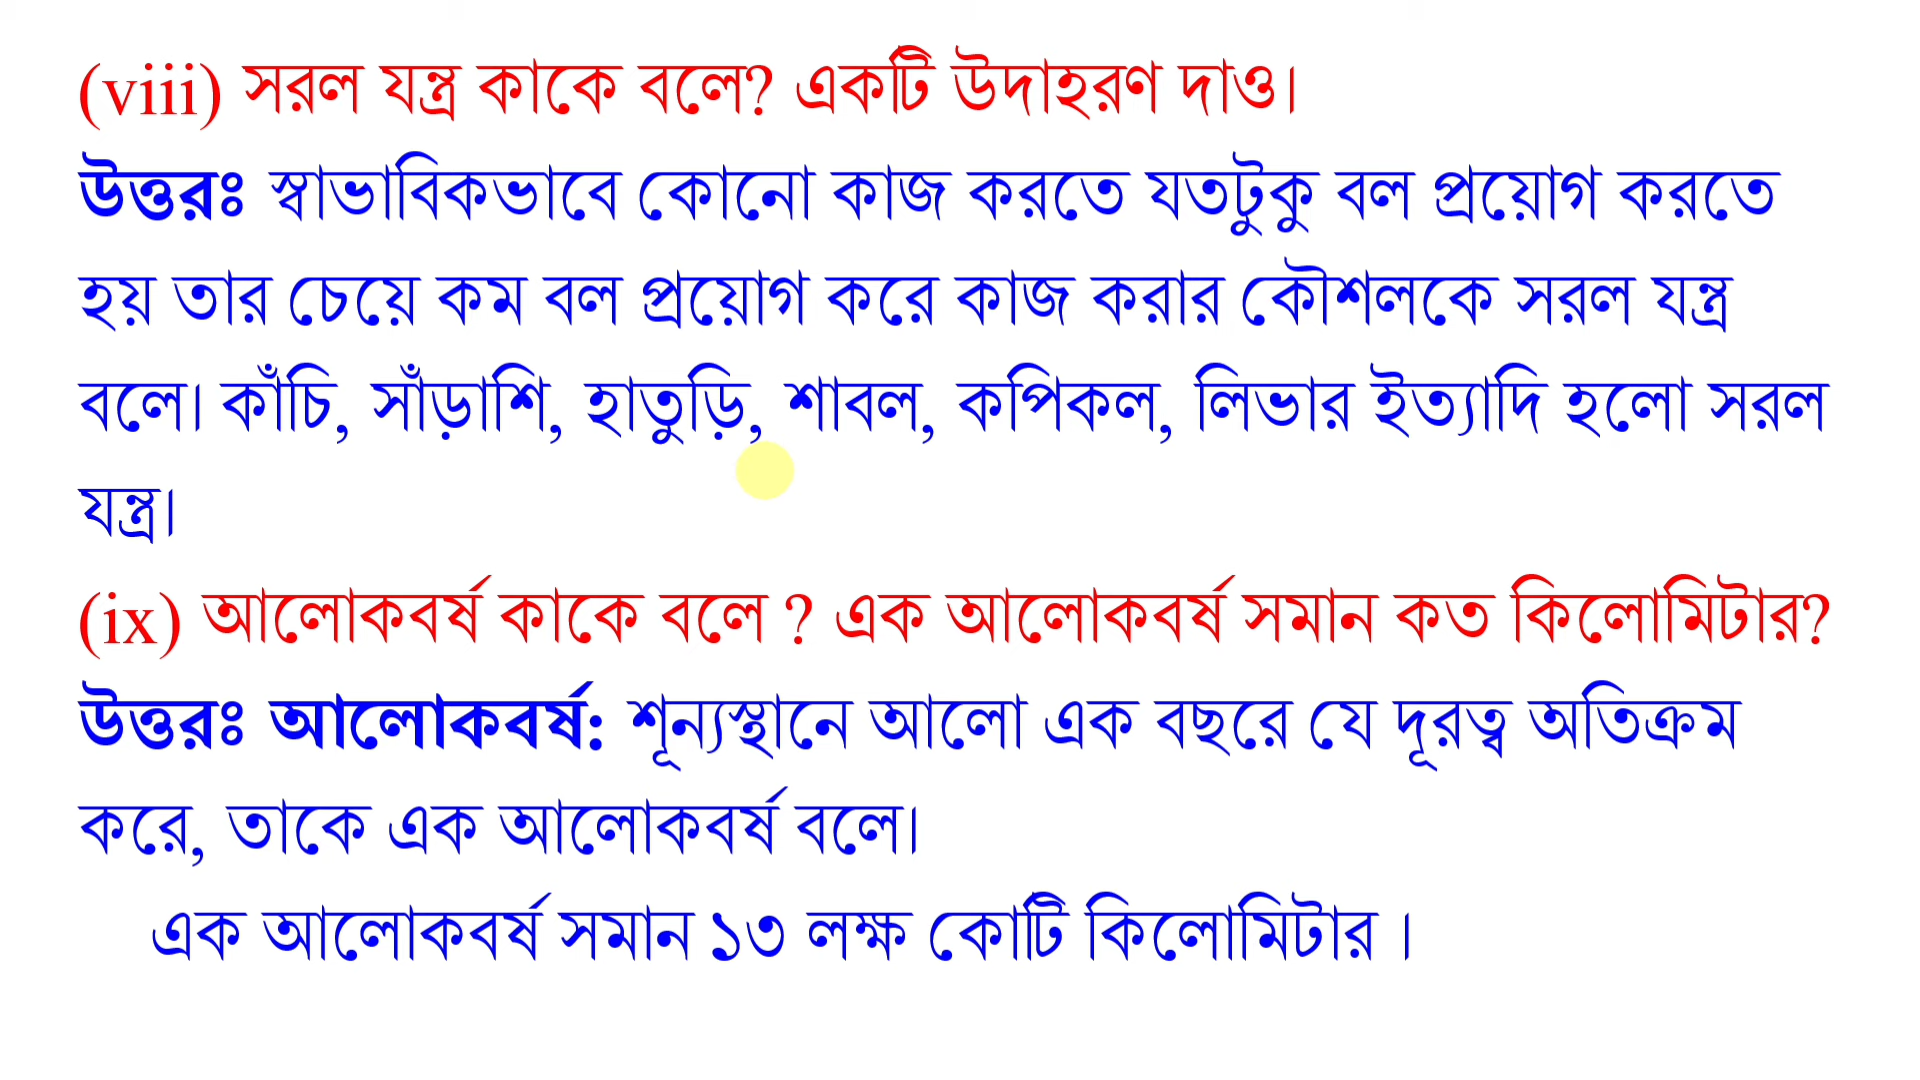 (viii) সরল যন্ত্র কাকে বলে? একটি উদাহরণ দাও।
উত্তরঃ স্বাভাবিকভাবে কোনো কাজ করতে যতটুকু বল প্রয়োগ করতে
হয় তার চেয়ে কম বল প্রয়োগ করে কাজ করার কৌশলকে সরল যন্ত্র
বলে। কাঁচি, সাঁড়াশি, হাতুড়ি, শাবল, কপিকল, লিভার ইত্যাদি হলো সরল
যন্ত্র।
(ix) আলোকবর্ষ কাকে বলে ? এক আলোকবর্ষ সমান কত কিলোমিটার?
উত্তরঃ আলোকবর্ষ: শূন্যস্থানে আলো এক বছরে যে দূরত্ব অতিক্রম
করে, তাকে এক আলোকবর্ষ বলে।
এক আলোকবর্ষ সমান ১৩ লক্ষ কোটি কিলোমিটার ।